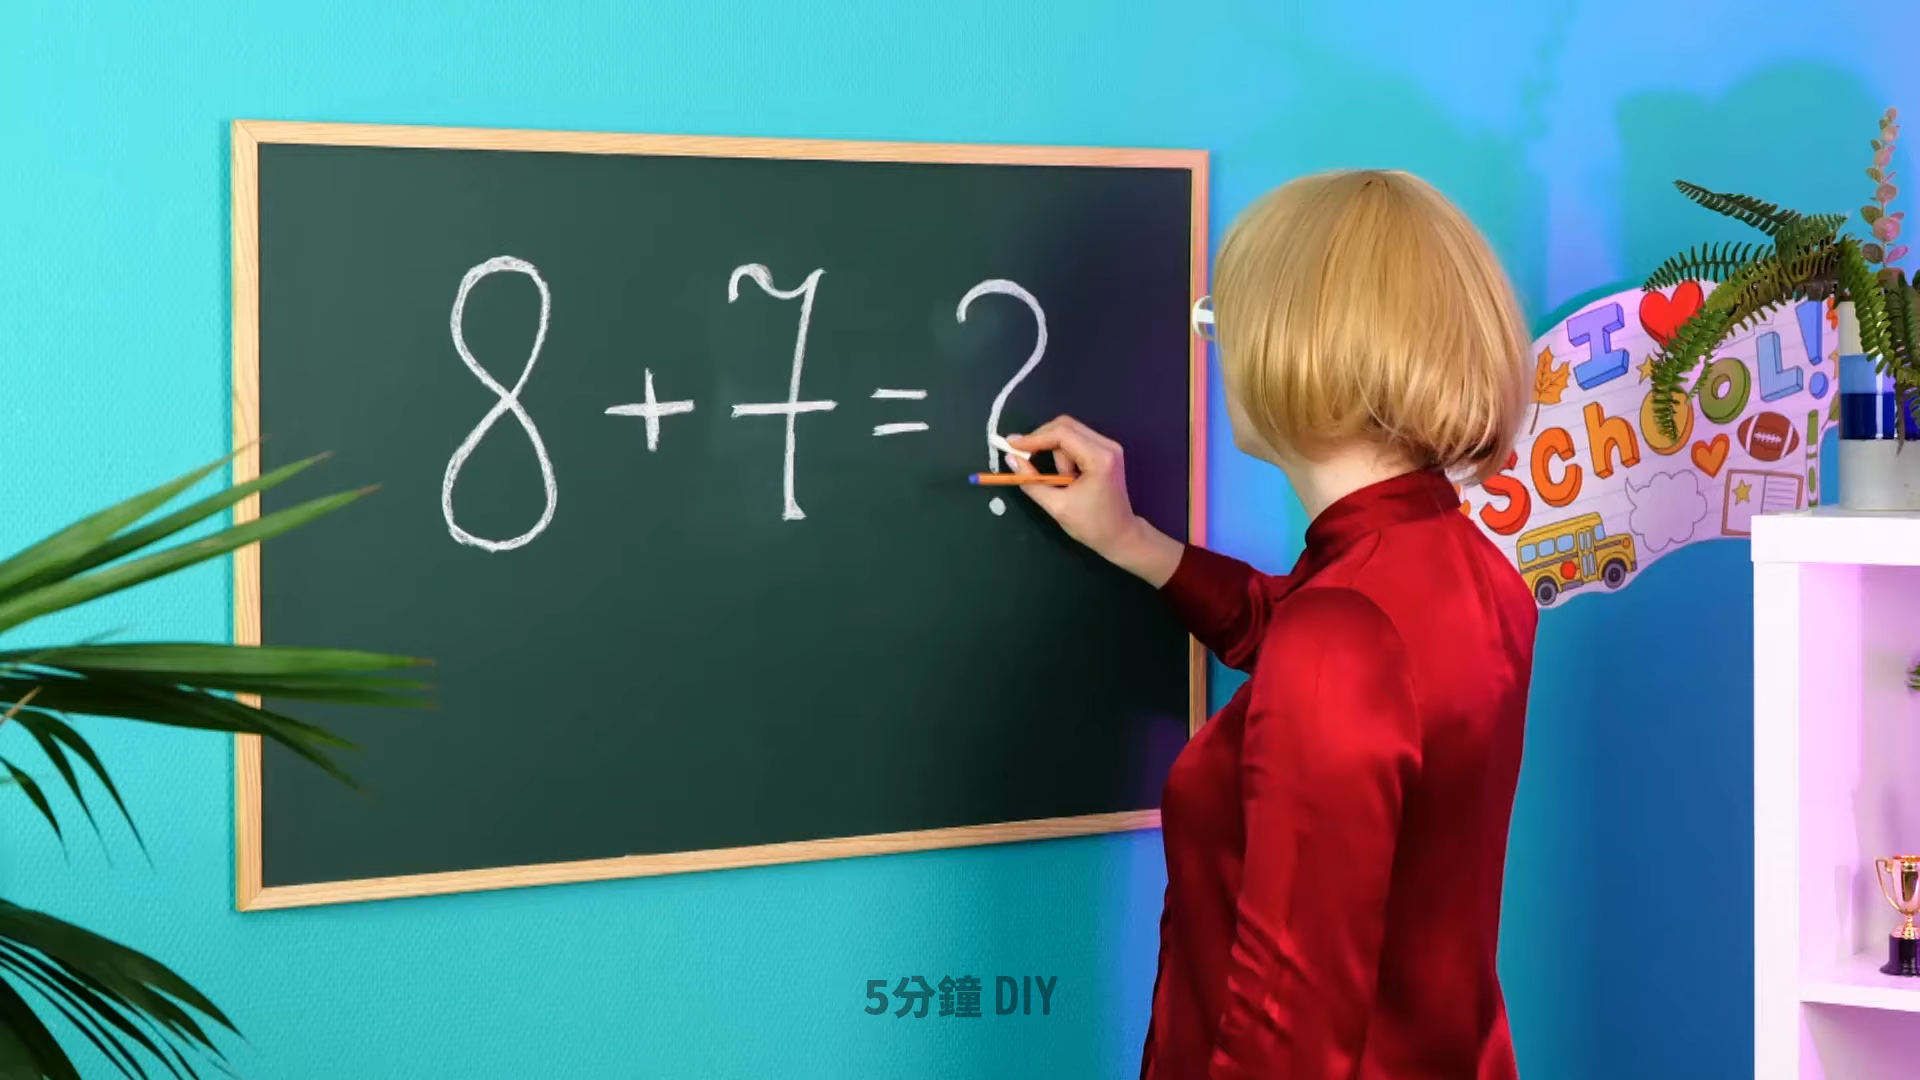 8 + 7 = ?
I ❤ SCHOOL!
5分鐘 DIY